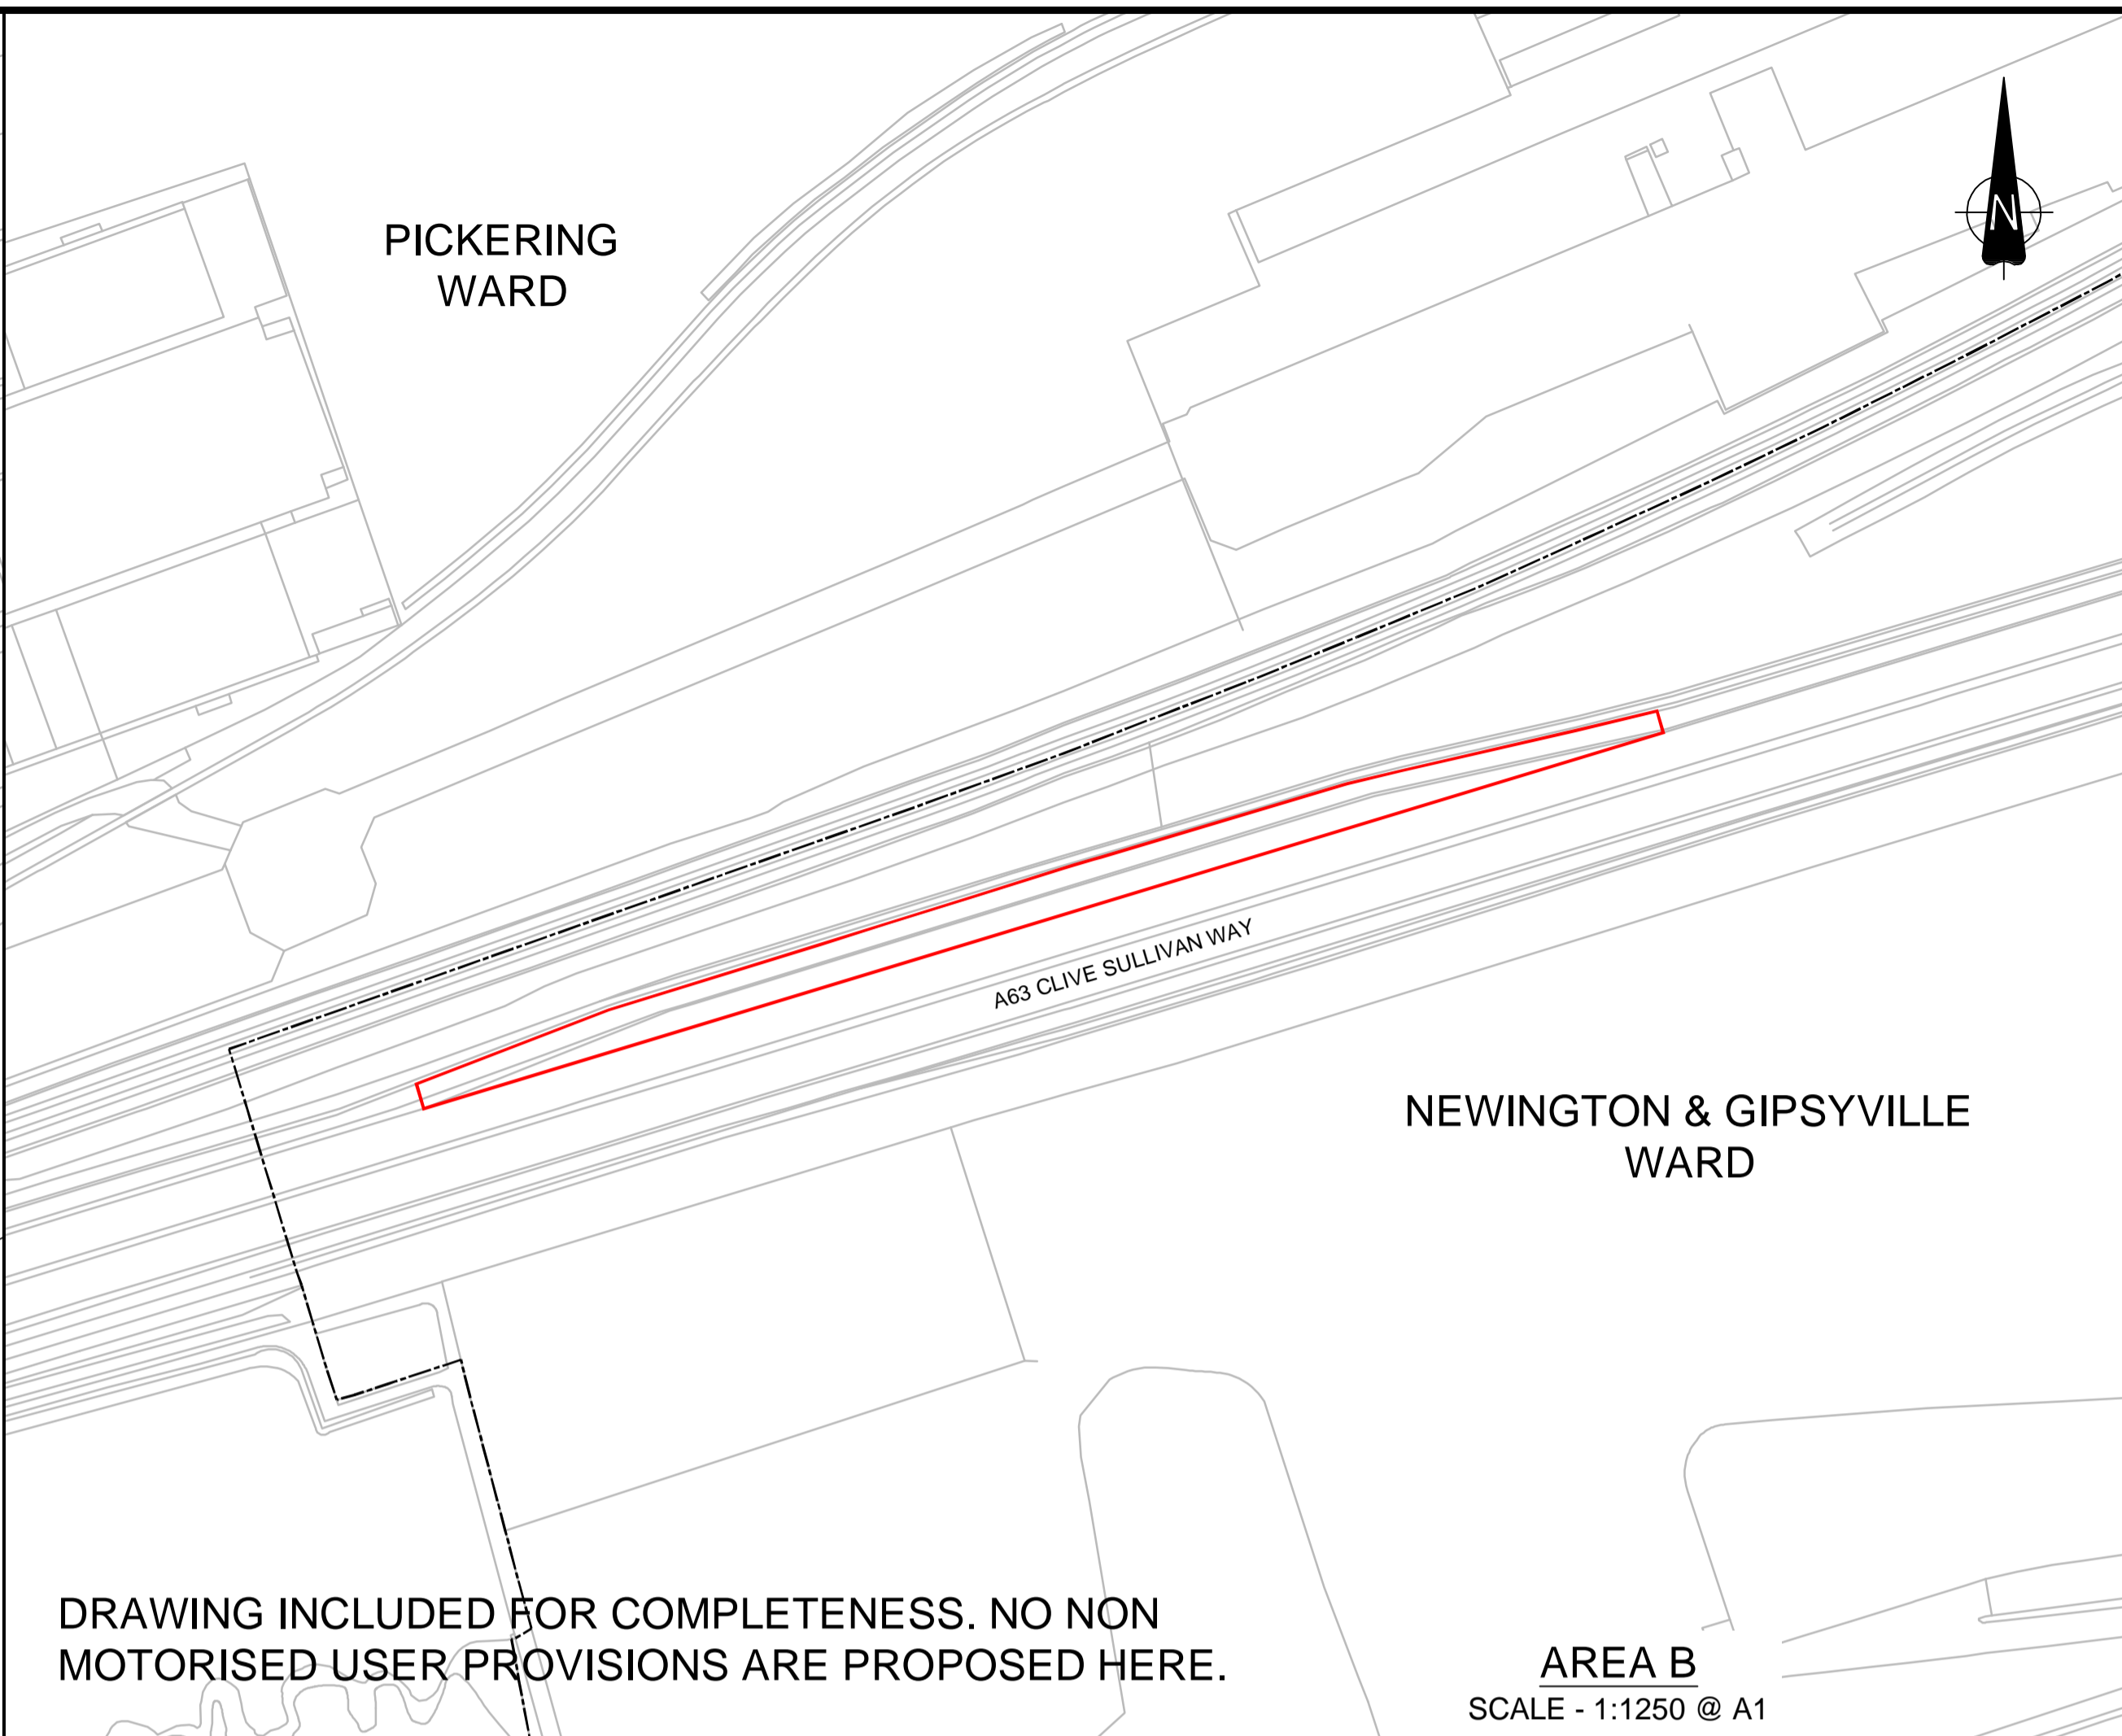 PICKERING
WARD
N
A63 CLIVE SULLIVAN WAY
NEWINGTON & GIPSYVILLE
WARD
DRAWING INCLUDED FOR COMPLETENESS. NO NON
MOTORISED USER PROVISIONS ARE PROPOSED HERE.
AREA B
SCALE - 1:1250 @ A1